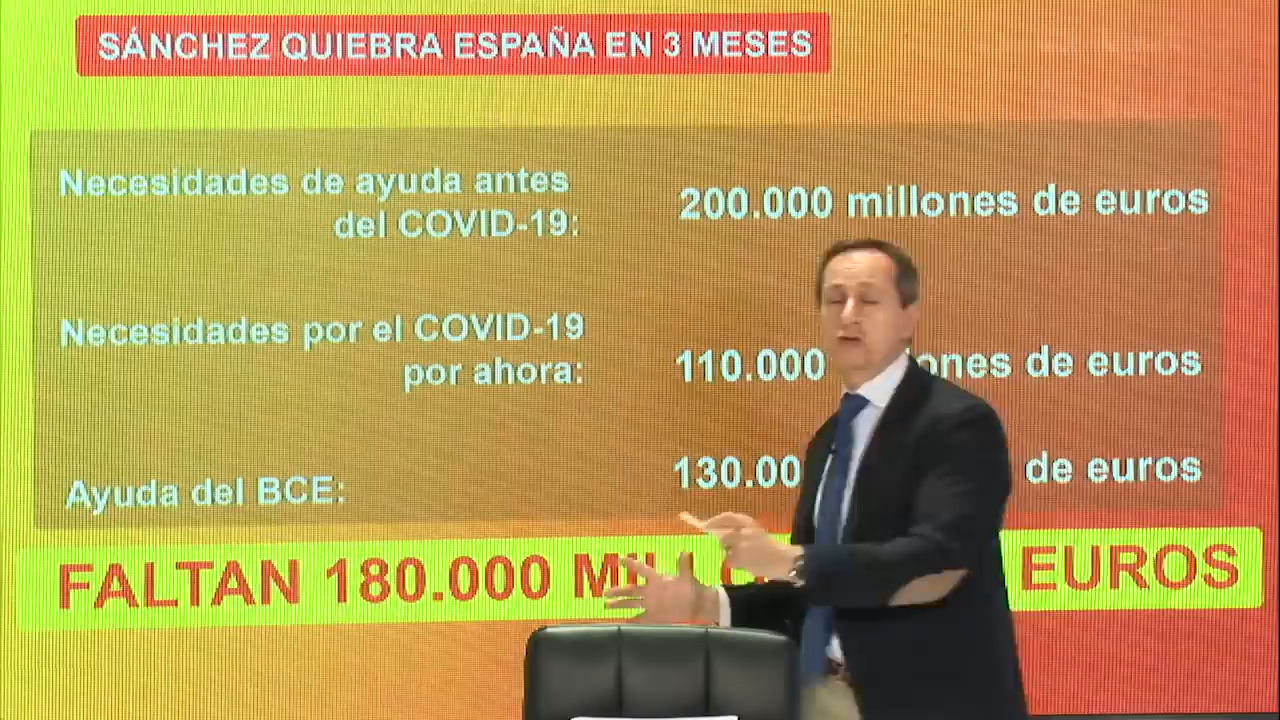 SÁNCHEZ QUIEBRA ESPAÑA EN 3 MESES
Necesidades de ayuda antes
del COVID-19:
200.000 millones de euros
Necesidades por el COVID-19
por ahora:
110.000 de euros
Ayuda del BCE:
130.00 de euros
FALTAN 180.000 EUROS